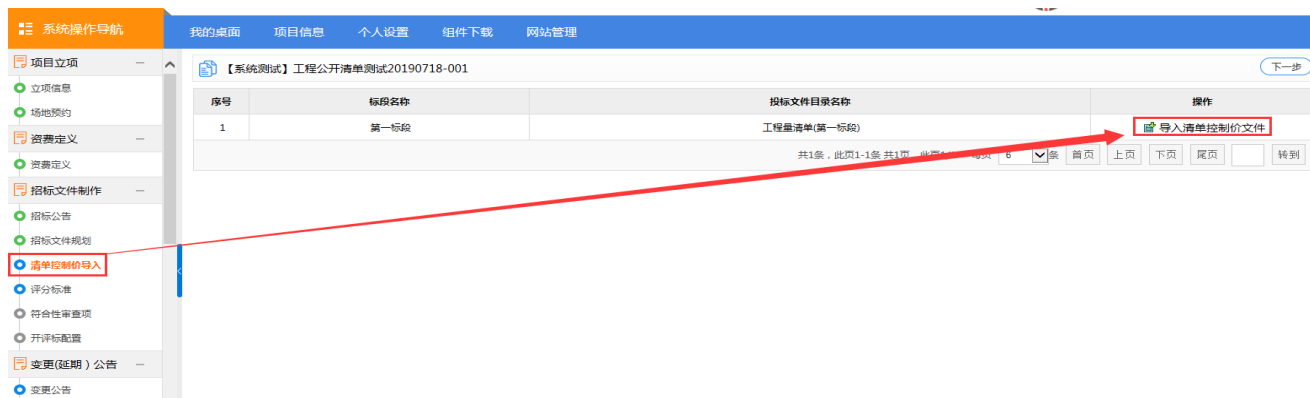 系统操作导航
我的桌面 项目信息 个人设置 组件下载 网站管理
项目立项
立项信息
场地预约
资费定义
资费定义
招标文件制作
招标公告
招标文件规划
清单控制价导入
评分标准
符合性审查项
开评标配置
变更(延期）公告
变更公告
【系统测试】工程公开清单测试20190718-001
下一步
序号 标段名称 投标文件目录名称 操作
1 第一标段 工程量清单(第一标段) 导入清单控制价文件
共1条，此页1-1条 共1页 6 条 首页 上页 下页 尾页 转到